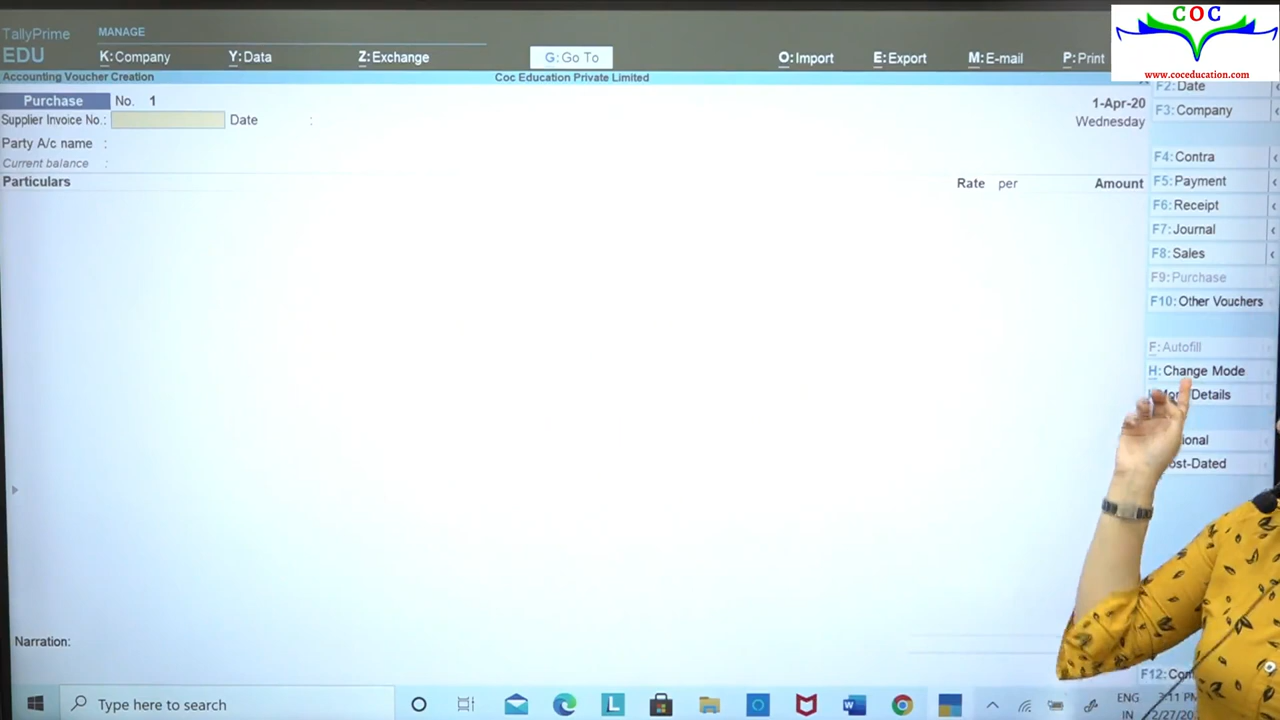 COC
www.coceducation.com
TallyPrime
EDU
MANAGE
K: Company
Y: Data
Z: Exchange
G: Go To
O: Import
E: Export
M: E-mail
P: Print
Accounting Voucher Creation
Coc Education Private Limited
Purchase No. 1
1-Apr-20
Supplier Invoice No.: Date :
Wednesday
Party A/c name :
Current balance :
Particulars
Rate per Amount
F2: Date
F3: Company
F4: Contra
F5: Payment
F6: Receipt
F7: Journal
F8: Sales
F9: Purchase
F10: Other Vouchers
F: Autofill
H: Change Mode
Details
Narration:
F12:
Type here to search
ENG
IN